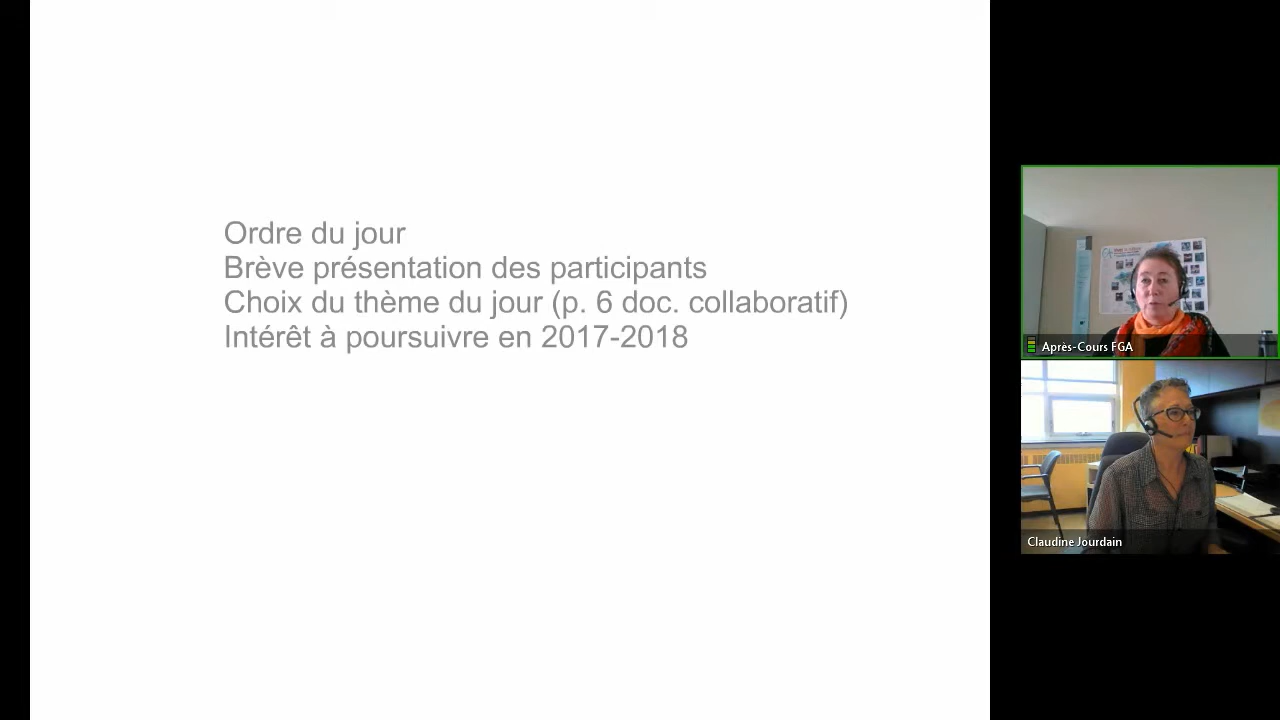 Ordre du jour
Brève présentation des participants
Choix du thème du jour (p. 6 doc. collaboratif)
Intérêt à poursuivre en 2017-2018
Après-Cours FGA
Claudine Jourdain